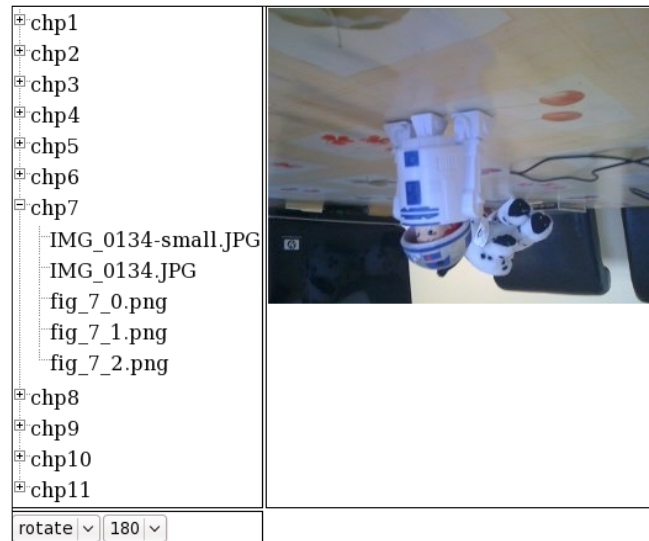 chp1
chp2
chp3
chp4
chp5
chp6
chp7
IMG_0134-small.JPG
IMG_0134.JPG
fig_7_0.png
fig_7_1.png
fig_7_2.png
chp8
chp9
chp10
chp11
rotate 180